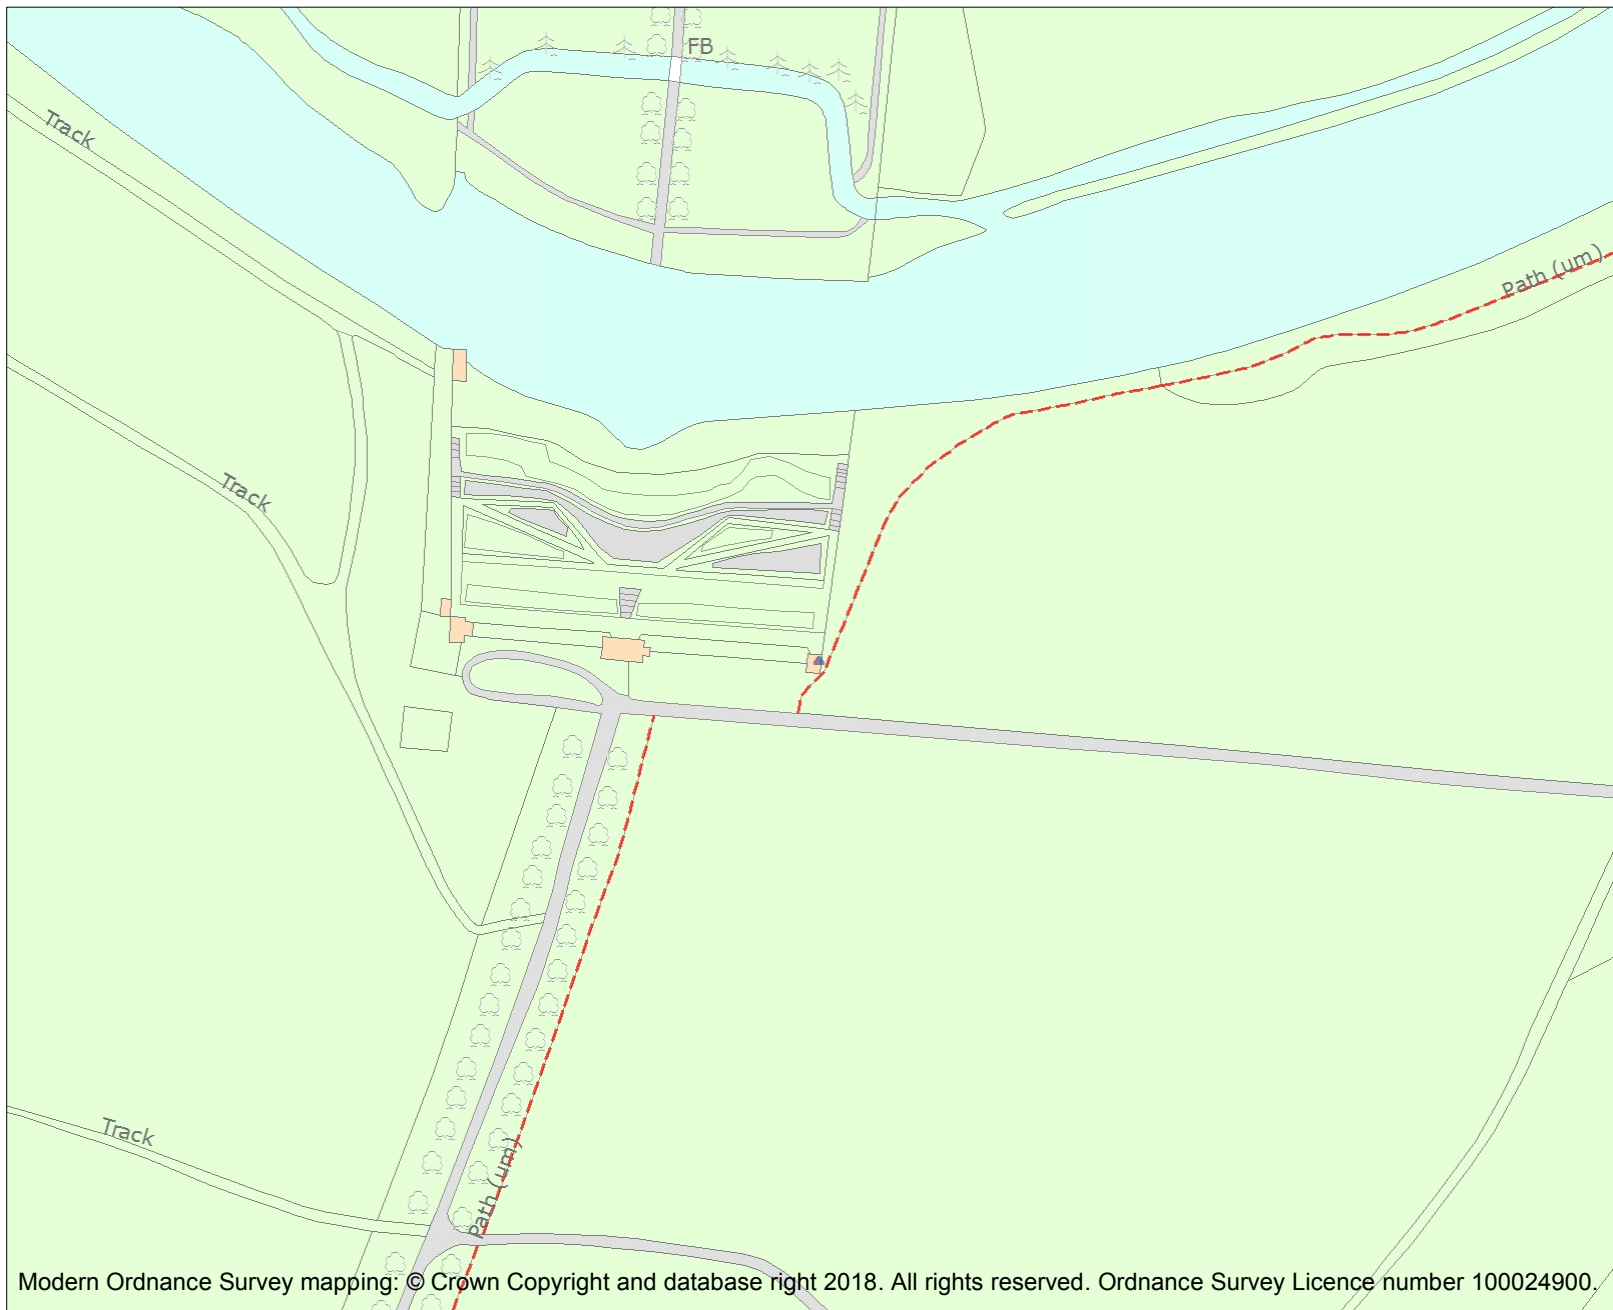 FB
Track
Path (um)
Track
Track
Path (um)
Modern Ordnance Survey mapping: © Crown Copyright and database right 2018. All rights reserved. Ordnance Survey Licence number 100024900.